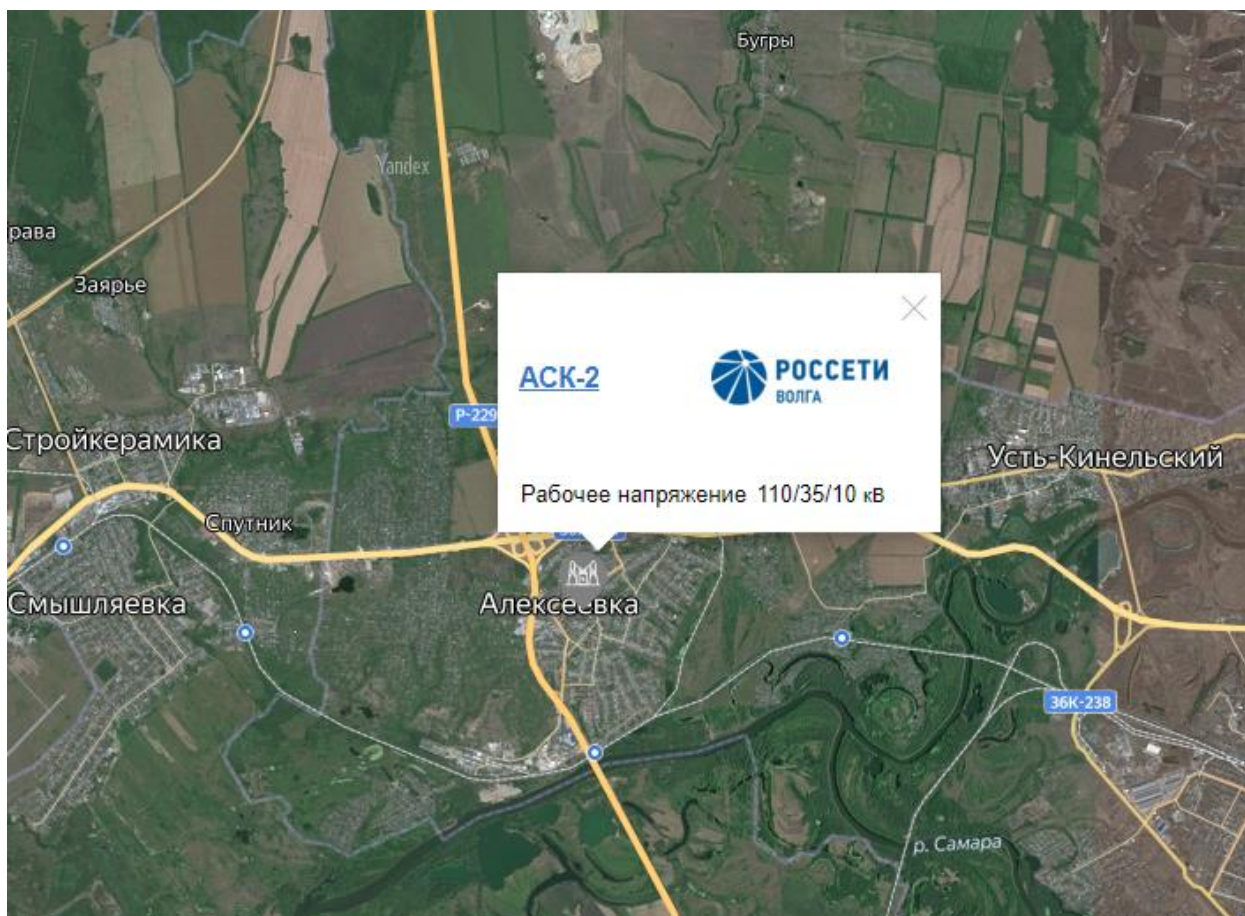 Бугры
Yandex
рава
Заярье
АСК-2
РОССЕТИ
ВОЛГА
Р-229
Стройкерамика
Усть-Кинельский
Рабочее напряжение 110/35/10 кВ
Спутник
Смышляевка
Алексеевка
36К-238
р. Самара